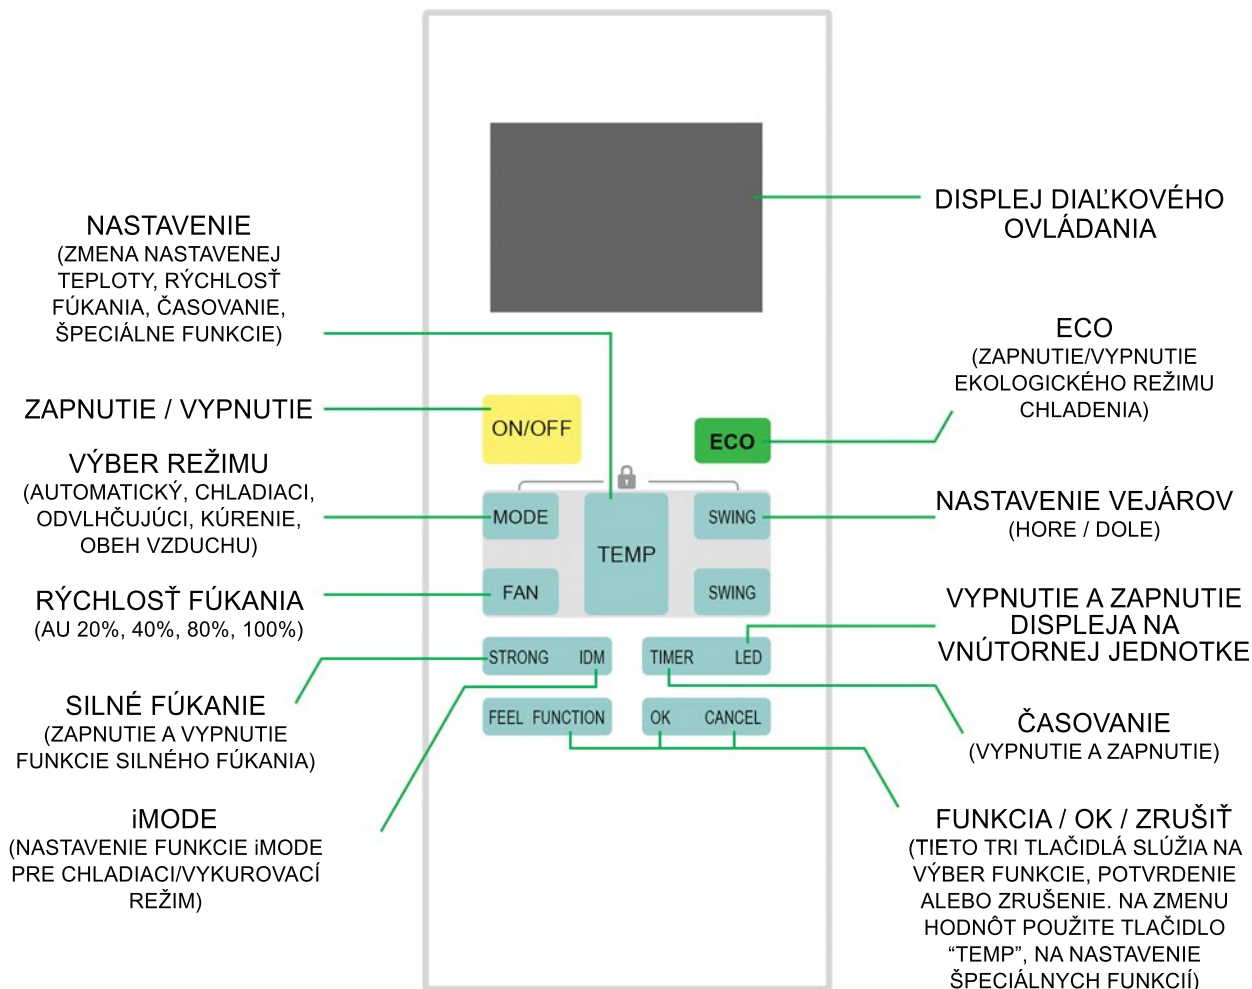 NASTAVENIE
(ZMENA NASTAVENEJ
TEPLOTY, RÝCHLOSŤ
FÚKANIA, ČASOVANIE,
ŠPECIÁLNE FUNKCIE)
ZAPNUTIE / VYPNUTIE
VÝBER REŽIMU
(AUTOMATICKÝ, CHLADIACI,
ODVLHČUJÚCI, KÚRENIE,
OBEH VZDUCHU)
RÝCHLOSŤ FÚKANIA
(AU 20%, 40%, 80%, 100%)
SILNÉ FÚKANIE
(ZAPNUTIE A VYPNUTIE
FUNKCIE SILNÉHO FÚKANIA)
iMODE
(NASTAVENIE FUNKCIE iMODE
PRE CHLADIACI/VYKUROVACÍ
REŽIM)
ON/OFF
ECO
MODE
TEMP
SWING
FAN
SWING
STRONG IDM
TIMER LED
FEEL FUNCTION
OK CANCEL
DISPLEJ DIAĽKOVÉHO
OVLÁDANIA
ECO
(ZAPNUTIE/VYPNUTIE
EKOLOGICKÉHO REŽIMU
CHLADENIA)
NASTAVENIE VEJÁROV
(HORE / DOLE)
VYPNUTIE A ZAPNUTIE
DISPLEJA NA
VNÚTORNEJ JEDNOTKE
ČASOVANIE
(VYPNUTIE A ZAPNUTIE)
FUNKCIA / OK / ZRUŠIŤ
(TIETO TRI TLAČIDLÁ SLÚŽIA NA
VÝBER FUNKCIE, POTVRDENIE
ALEBO ZRUŠENIE. NA ZMENU
HODNÔT POUŽITE TLAČIDLO
“TEMP”, NA NASTAVENIE
ŠPECIÁLNYCH FUNKCIÍ)